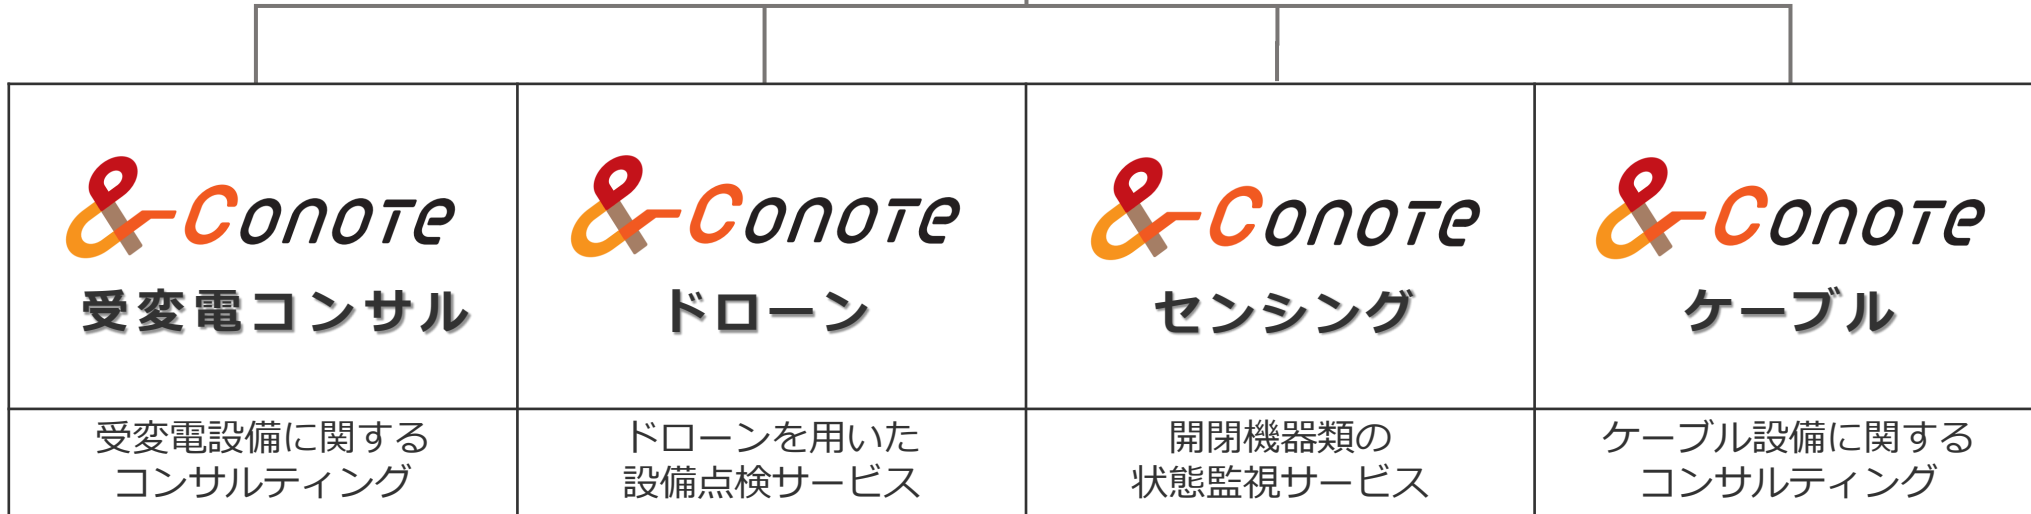 &Conote
受変電コンサル
受変電設備に関する
コンサルティング
&Conote
ドローン
ドローンを用いた
設備点検サービス
&Conote
センシング
開閉機器類の
状態監視サービス
&Conote
ケーブル
ケーブル設備に関する
コンサルティング